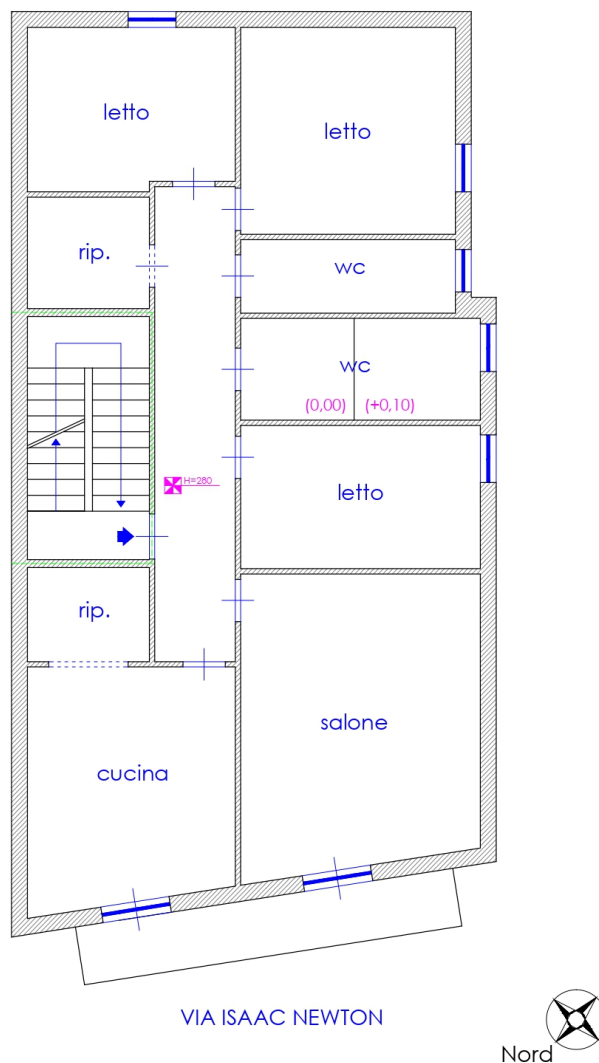 letto
letto
rip.
wc
wc
(0,00) (+0,10)
H=280
letto
rip.
salone
cucina
VIA ISAAC NEWTON
Nord